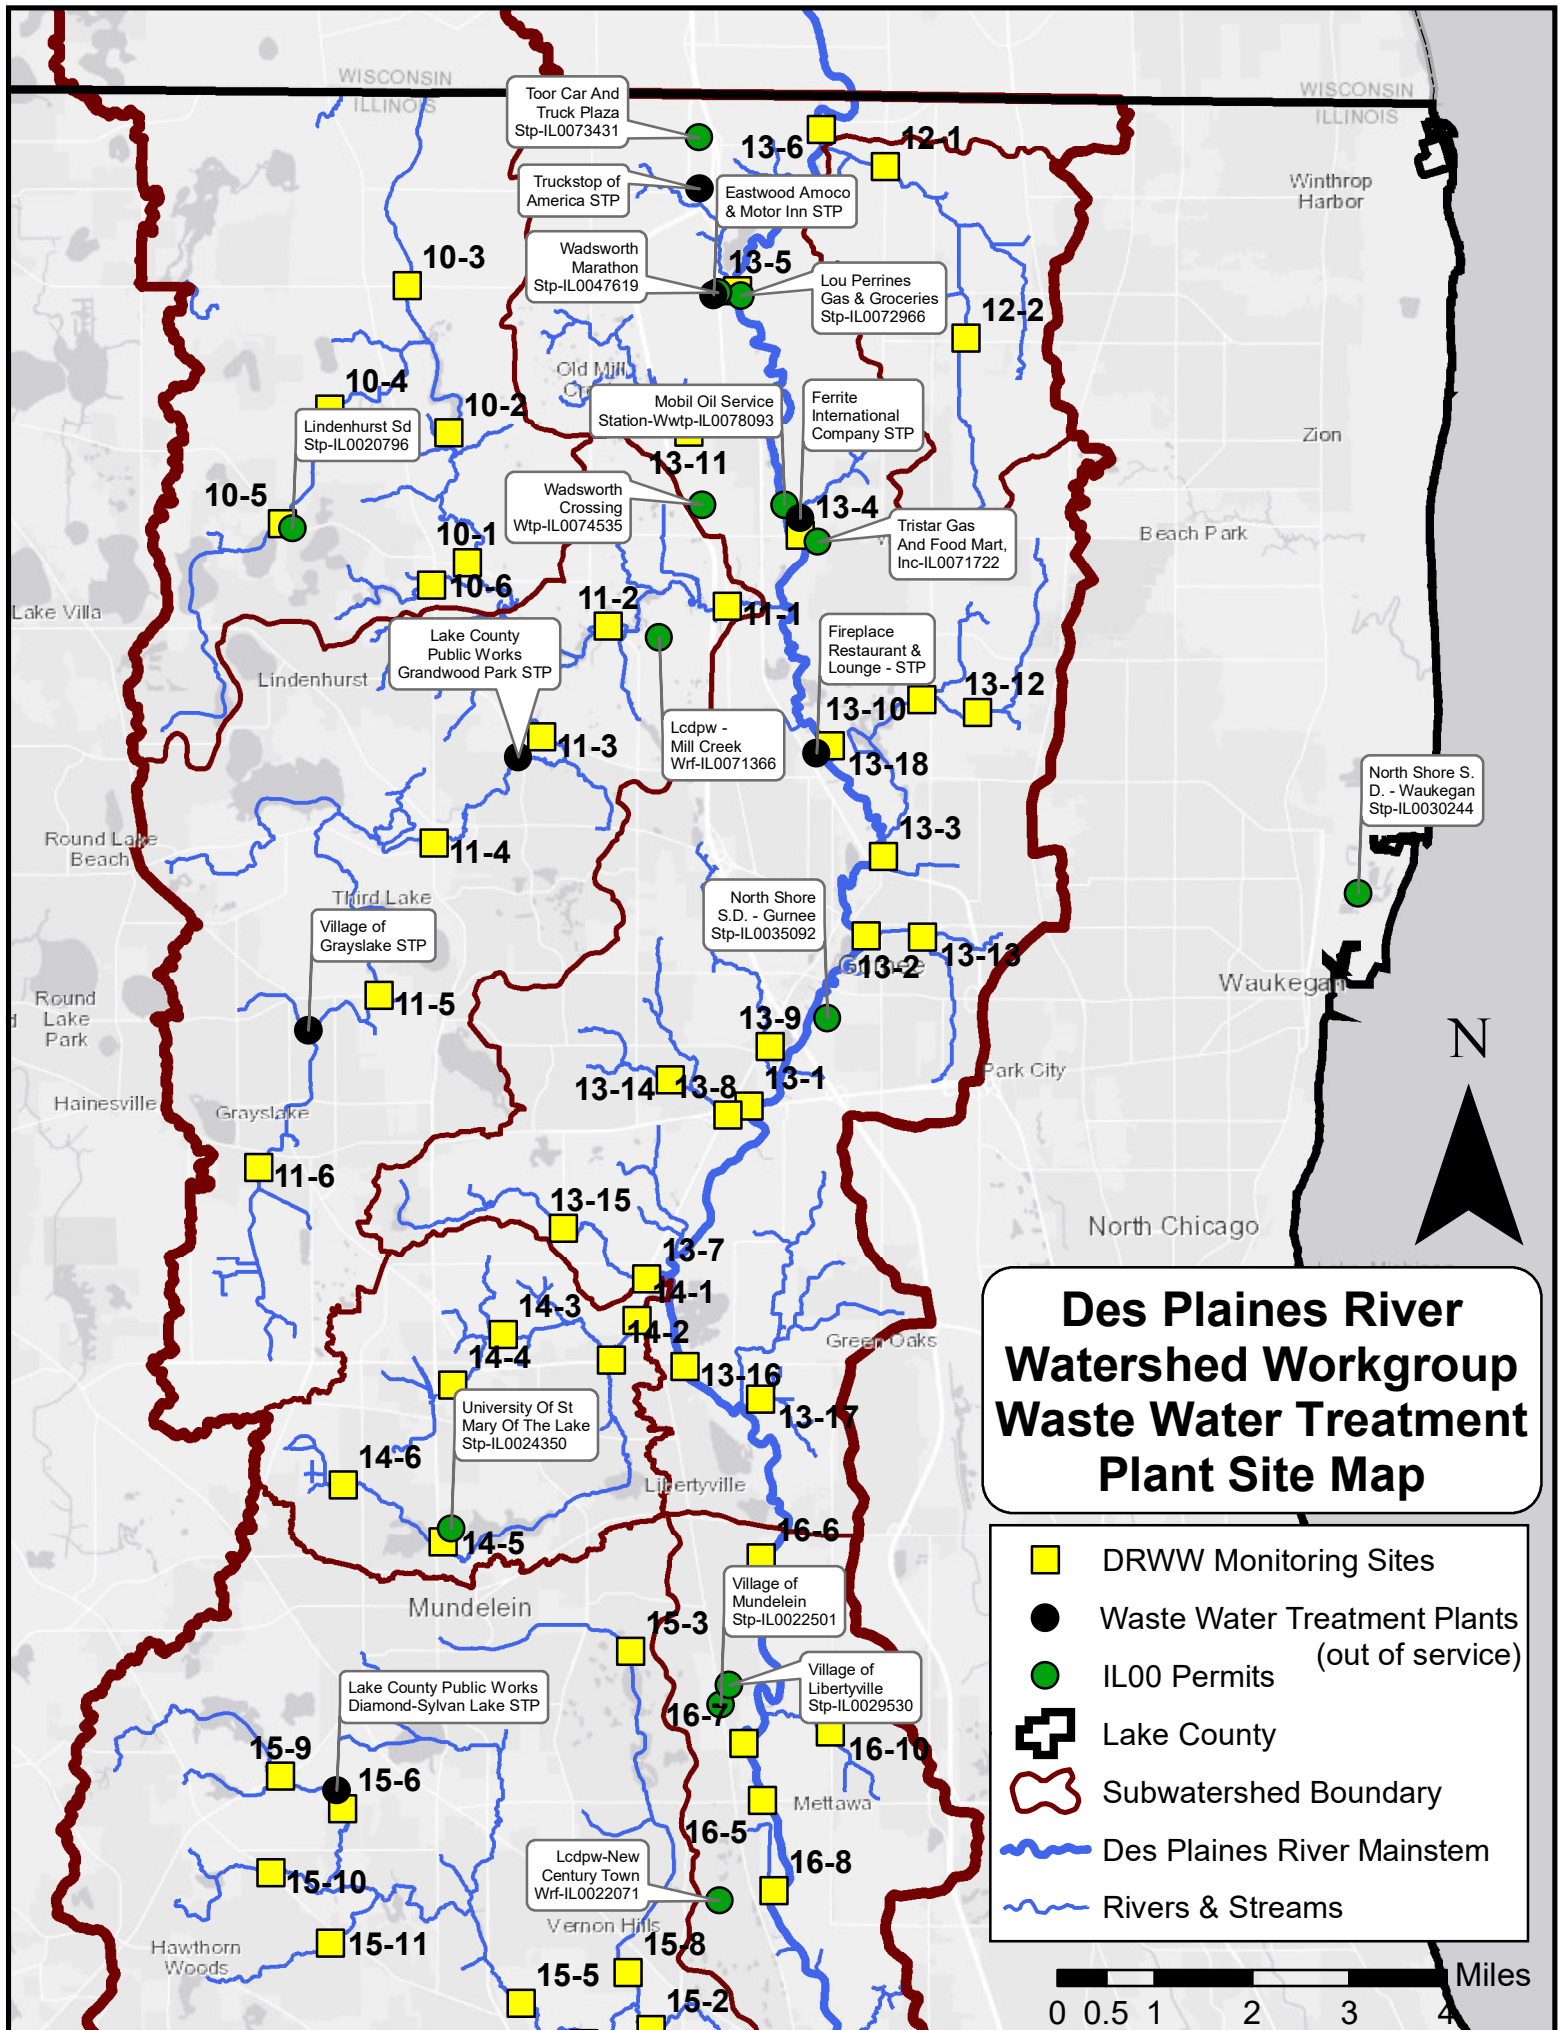 WISCONSIN
ILLINOIS
WISCONSIN
ILLINOIS
Toor Car And
Truck Plaza
Stp-IL0073431
13-6
12-1
Truckstop of
America STP
Eastwood Amoco
& Motor Inn STP
Winthrop
Harbor
10-3
Wadsworth
Marathon
Stp-IL0047619
13-5
Lou Perrines
Gas & Groceries
Stp-IL0072966
12-2
Old Mill
10-4
10-2
Lindenhurst Sd
Stp-IL0020796
Mobil Oil Service
Station-Wwtp-IL0078093
Ferrite
International
Company STP
Zion
13-11
10-5
Wadsworth
Crossing
Wtp-IL0074535
13-4
Tristar Gas
And Food Mart,
Inc-IL0071722
Beach Park
10-1
10-6
Lake Villa
11-2
11-1
Lake County
Public Works
Grandwood Park STP
Fireplace
Restaurant &
Lounge - STP
Lindenhurst
13-10
13-12
11-3
Lcdpw -
Mill Creek
Wrf-IL0071366
13-18
North Shore S.
D. - Waukegan
Stp-IL0030244
Round Lake
Beach
11-4
13-3
Third Lake
North Shore
S.D. - Gurnee
Stp-IL0035092
Village of
Grayslake STP
13-2
Gurnee
13-13
Waukegan
Round
Lake
Park
11-5
13-9
N
13-14
13-8
13-1
Park City
Hainesville
Grayslake
11-6
13-15
North Chicago
13-7
14-1
14-3
14-2
Green Oaks
14-4
13-16
13-17
University Of St
Mary Of The Lake
Stp-IL0024350
14-6
Libertyville
14-5
16-6
Des Plaines River
Watershed Workgroup
Waste Water Treatment
Plant Site Map
DRWW Monitoring Sites
Waste Water Treatment Plants
(out of service)
IL00 Permits
Lake County
Subwatershed Boundary
Des Plaines River Mainstem
Rivers & Streams
Mundelein
Village of
Mundelein
Stp-IL0022501
15-3
Lake County Public Works
Diamond-Sylvan Lake STP
Village of
Libertyville
Stp-IL0029530
16-7
16-10
15-9
15-6
Mettawa
16-5
16-8
Lcdpw-New
Century Town
Wrf-IL0022071
15-10
Vernon Hills
15-11
Hawthorn
Woods
15-8
15-5
15-2
Miles
0 0.5 1 2 3 4